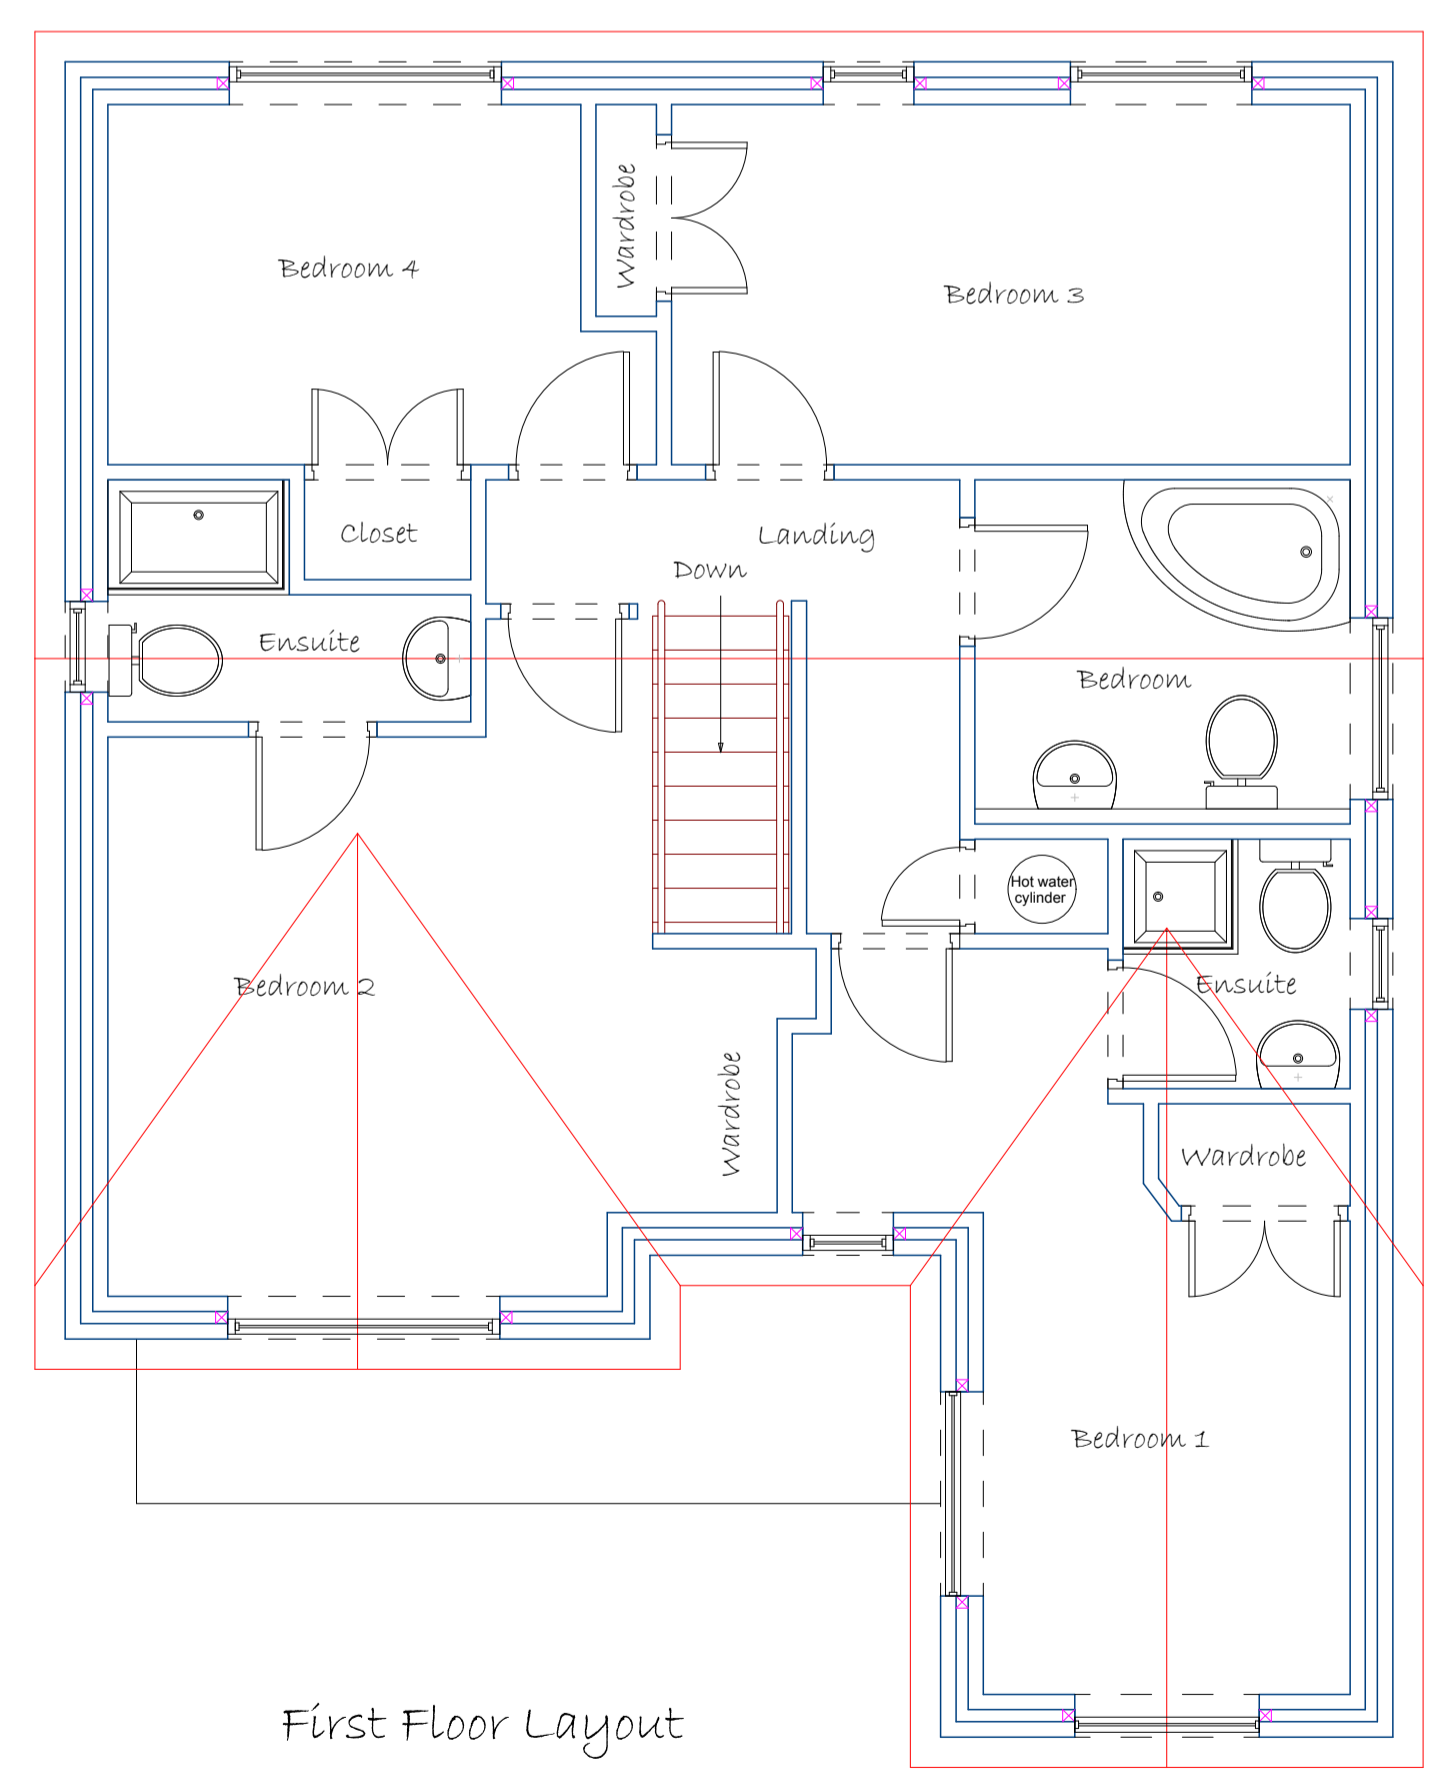 Wardrobe
Bedroom 4
Bedroom 3
Closet
Landing
Down
Ensuite
Bedroom
Hot water
cylinder
Bedroom 2
Ensuite
Wardrobe
Wardrobe
Bedroom 1
First Floor Layout